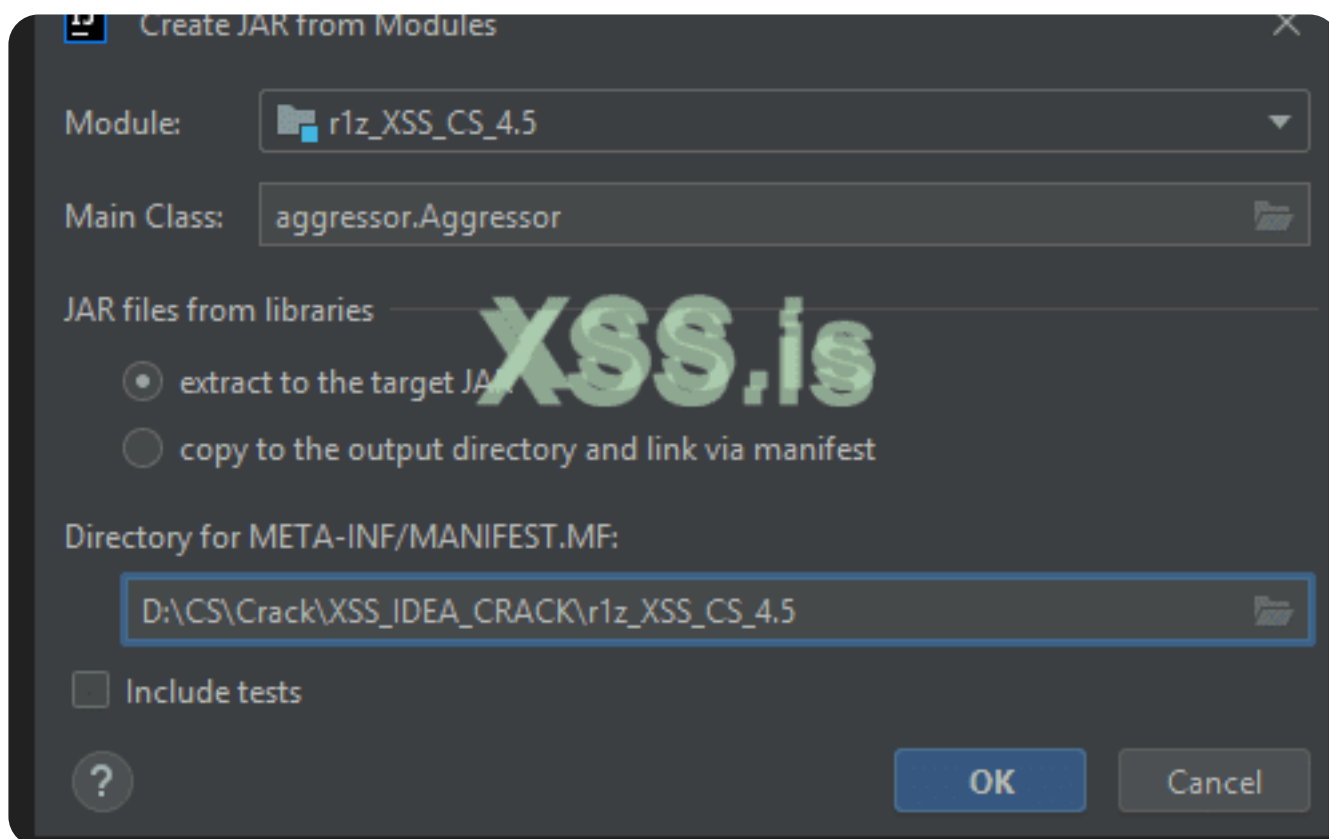 IJ
Create JAR from Modules
Module:
r1z_XSS_CS_4.5
Main Class:
aggressor.Aggressor
JAR files from libraries
XSS.is
extract to the target JAR
copy to the output directory and link via manifest
Directory for META-INF/MANIFEST.MF:
D:\CS\Crack\XSS_IDEA_CRACK\r1z_XSS_CS_4.5
Include tests
?
OK
Cancel